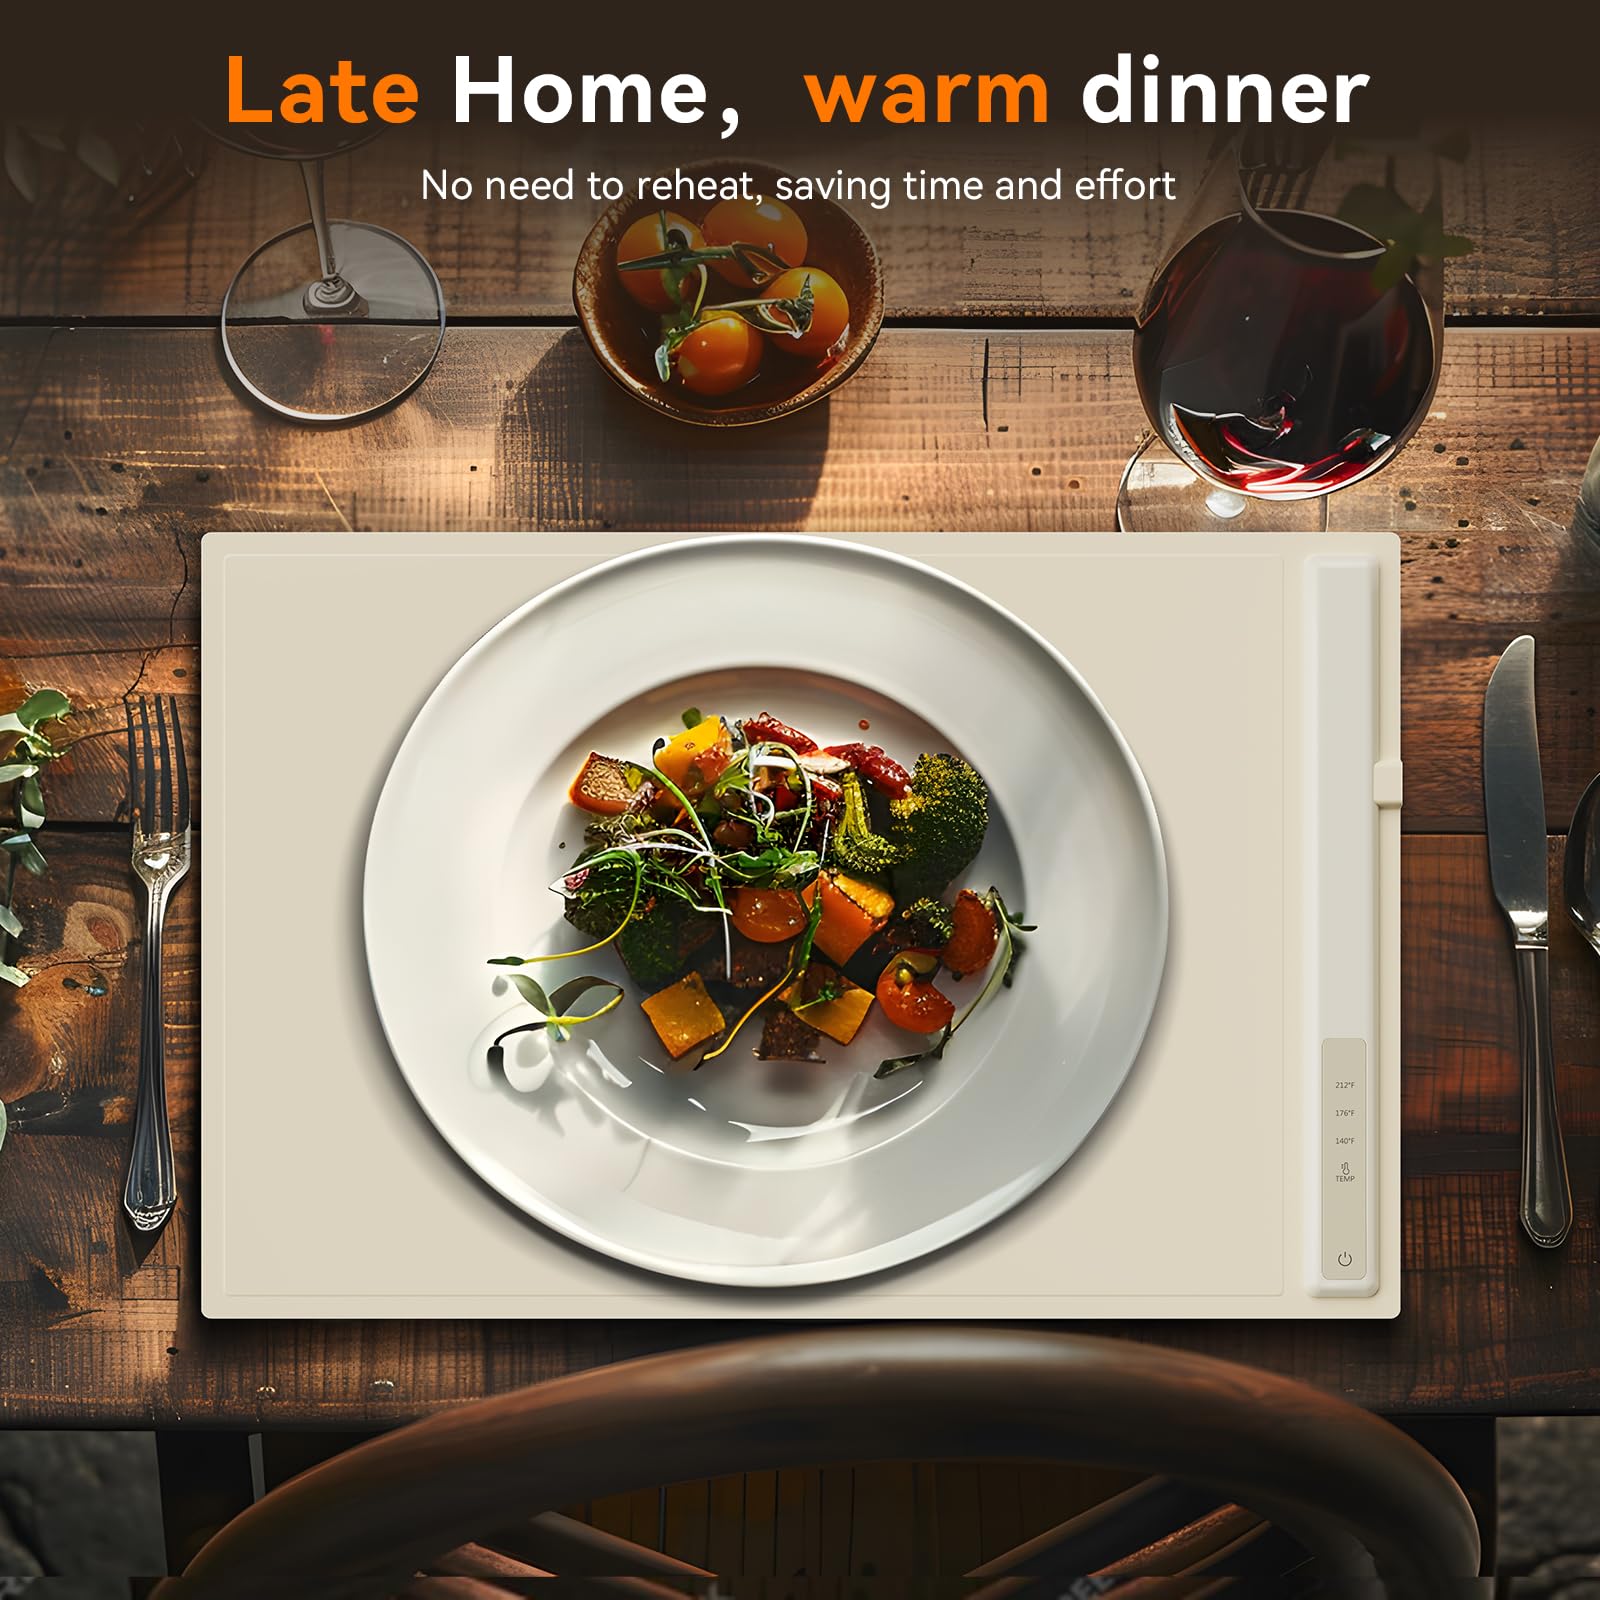 Late Home, warm dinner
No need to reheat, saving time and effort
212°F
176°F
140°F
TEMP